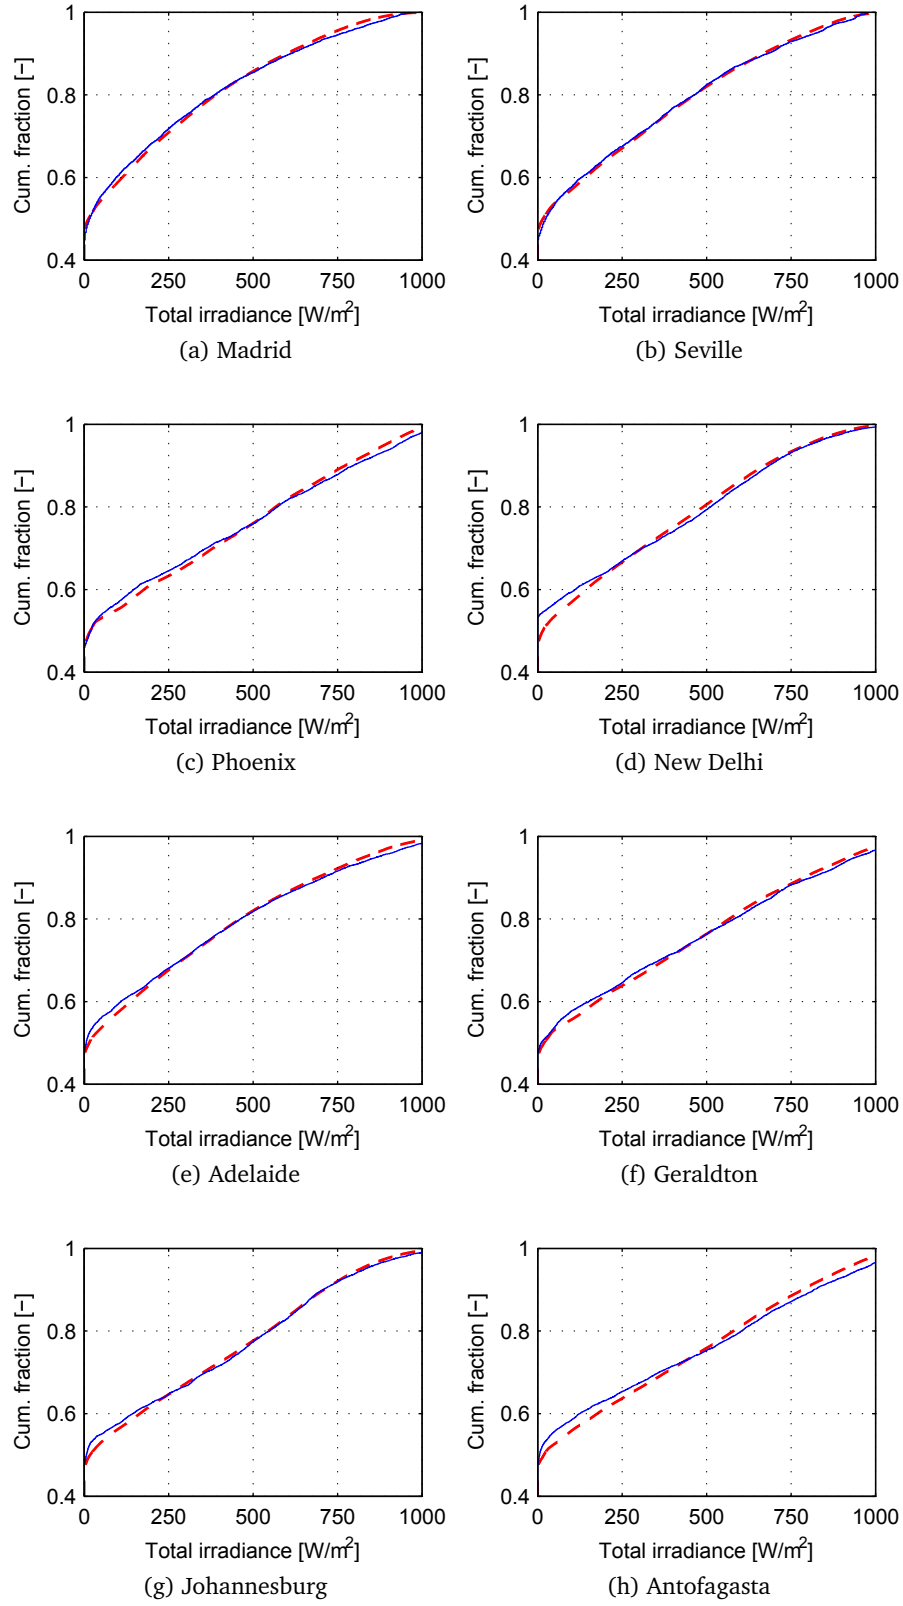 1
0.8
0.6
0.4
Cum. fraction [−]
0 250 500 750 1000
Total irradiance [W/m²]
(a) Madrid
1
0.8
0.6
0.4
Cum. fraction [−]
0 250 500 750 1000
Total irradiance [W/m²]
(b) Seville
1
0.8
0.6
0.4
Cum. fraction [−]
0 250 500 750 1000
Total irradiance [W/m²]
(c) Phoenix
1
0.8
0.6
0.4
Cum. fraction [−]
0 250 500 750 1000
Total irradiance [W/m²]
(d) New Delhi
1
0.8
0.6
0.4
Cum. fraction [−]
0 250 500 750 1000
Total irradiance [W/m²]
(e) Adelaide
1
0.8
0.6
0.4
Cum. fraction [−]
0 250 500 750 1000
Total irradiance [W/m²]
(f) Geraldton
1
0.8
0.6
0.4
Cum. fraction [−]
0 250 500 750 1000
Total irradiance [W/m²]
(g) Johannesburg
1
0.8
0.6
0.4
Cum. fraction [−]
0 250 500 750 1000
Total irradiance [W/m²]
(h) Antofagasta